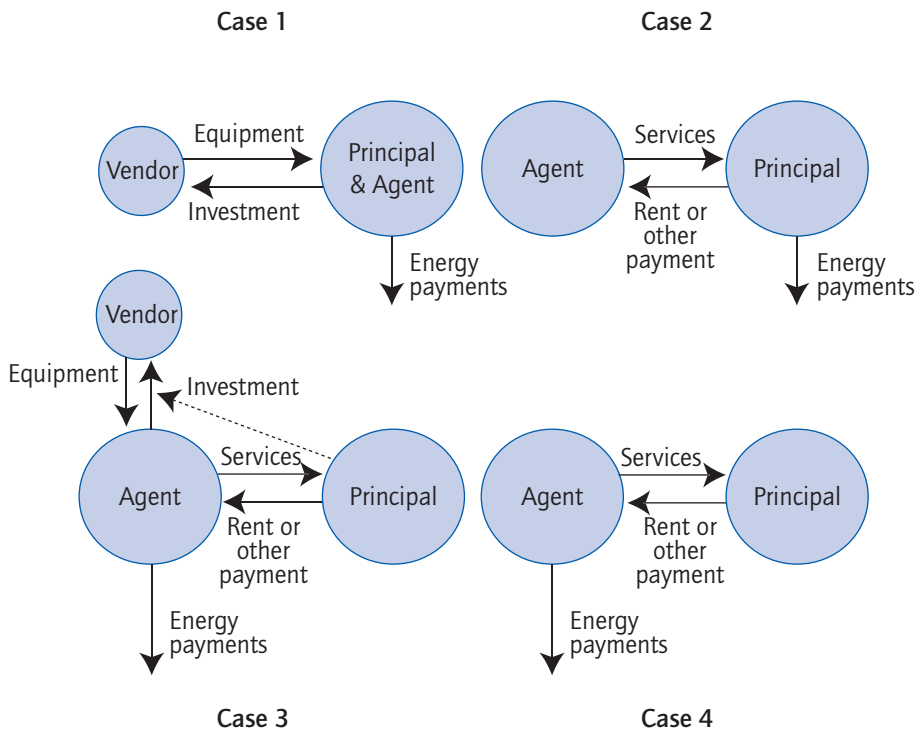 Case 1
Case 2
Vendor
Equipment
Investment
Principal
& Agent
Energy
payments
Agent
Services
Rent or
other
payment
Principal
Energy
payments
Vendor
Equipment
Investment
Agent
Services
Rent or
other
payment
Principal
Energy
payments
Agent
Services
Rent or
other
payment
Principal
Energy
payments
Case 3
Case 4